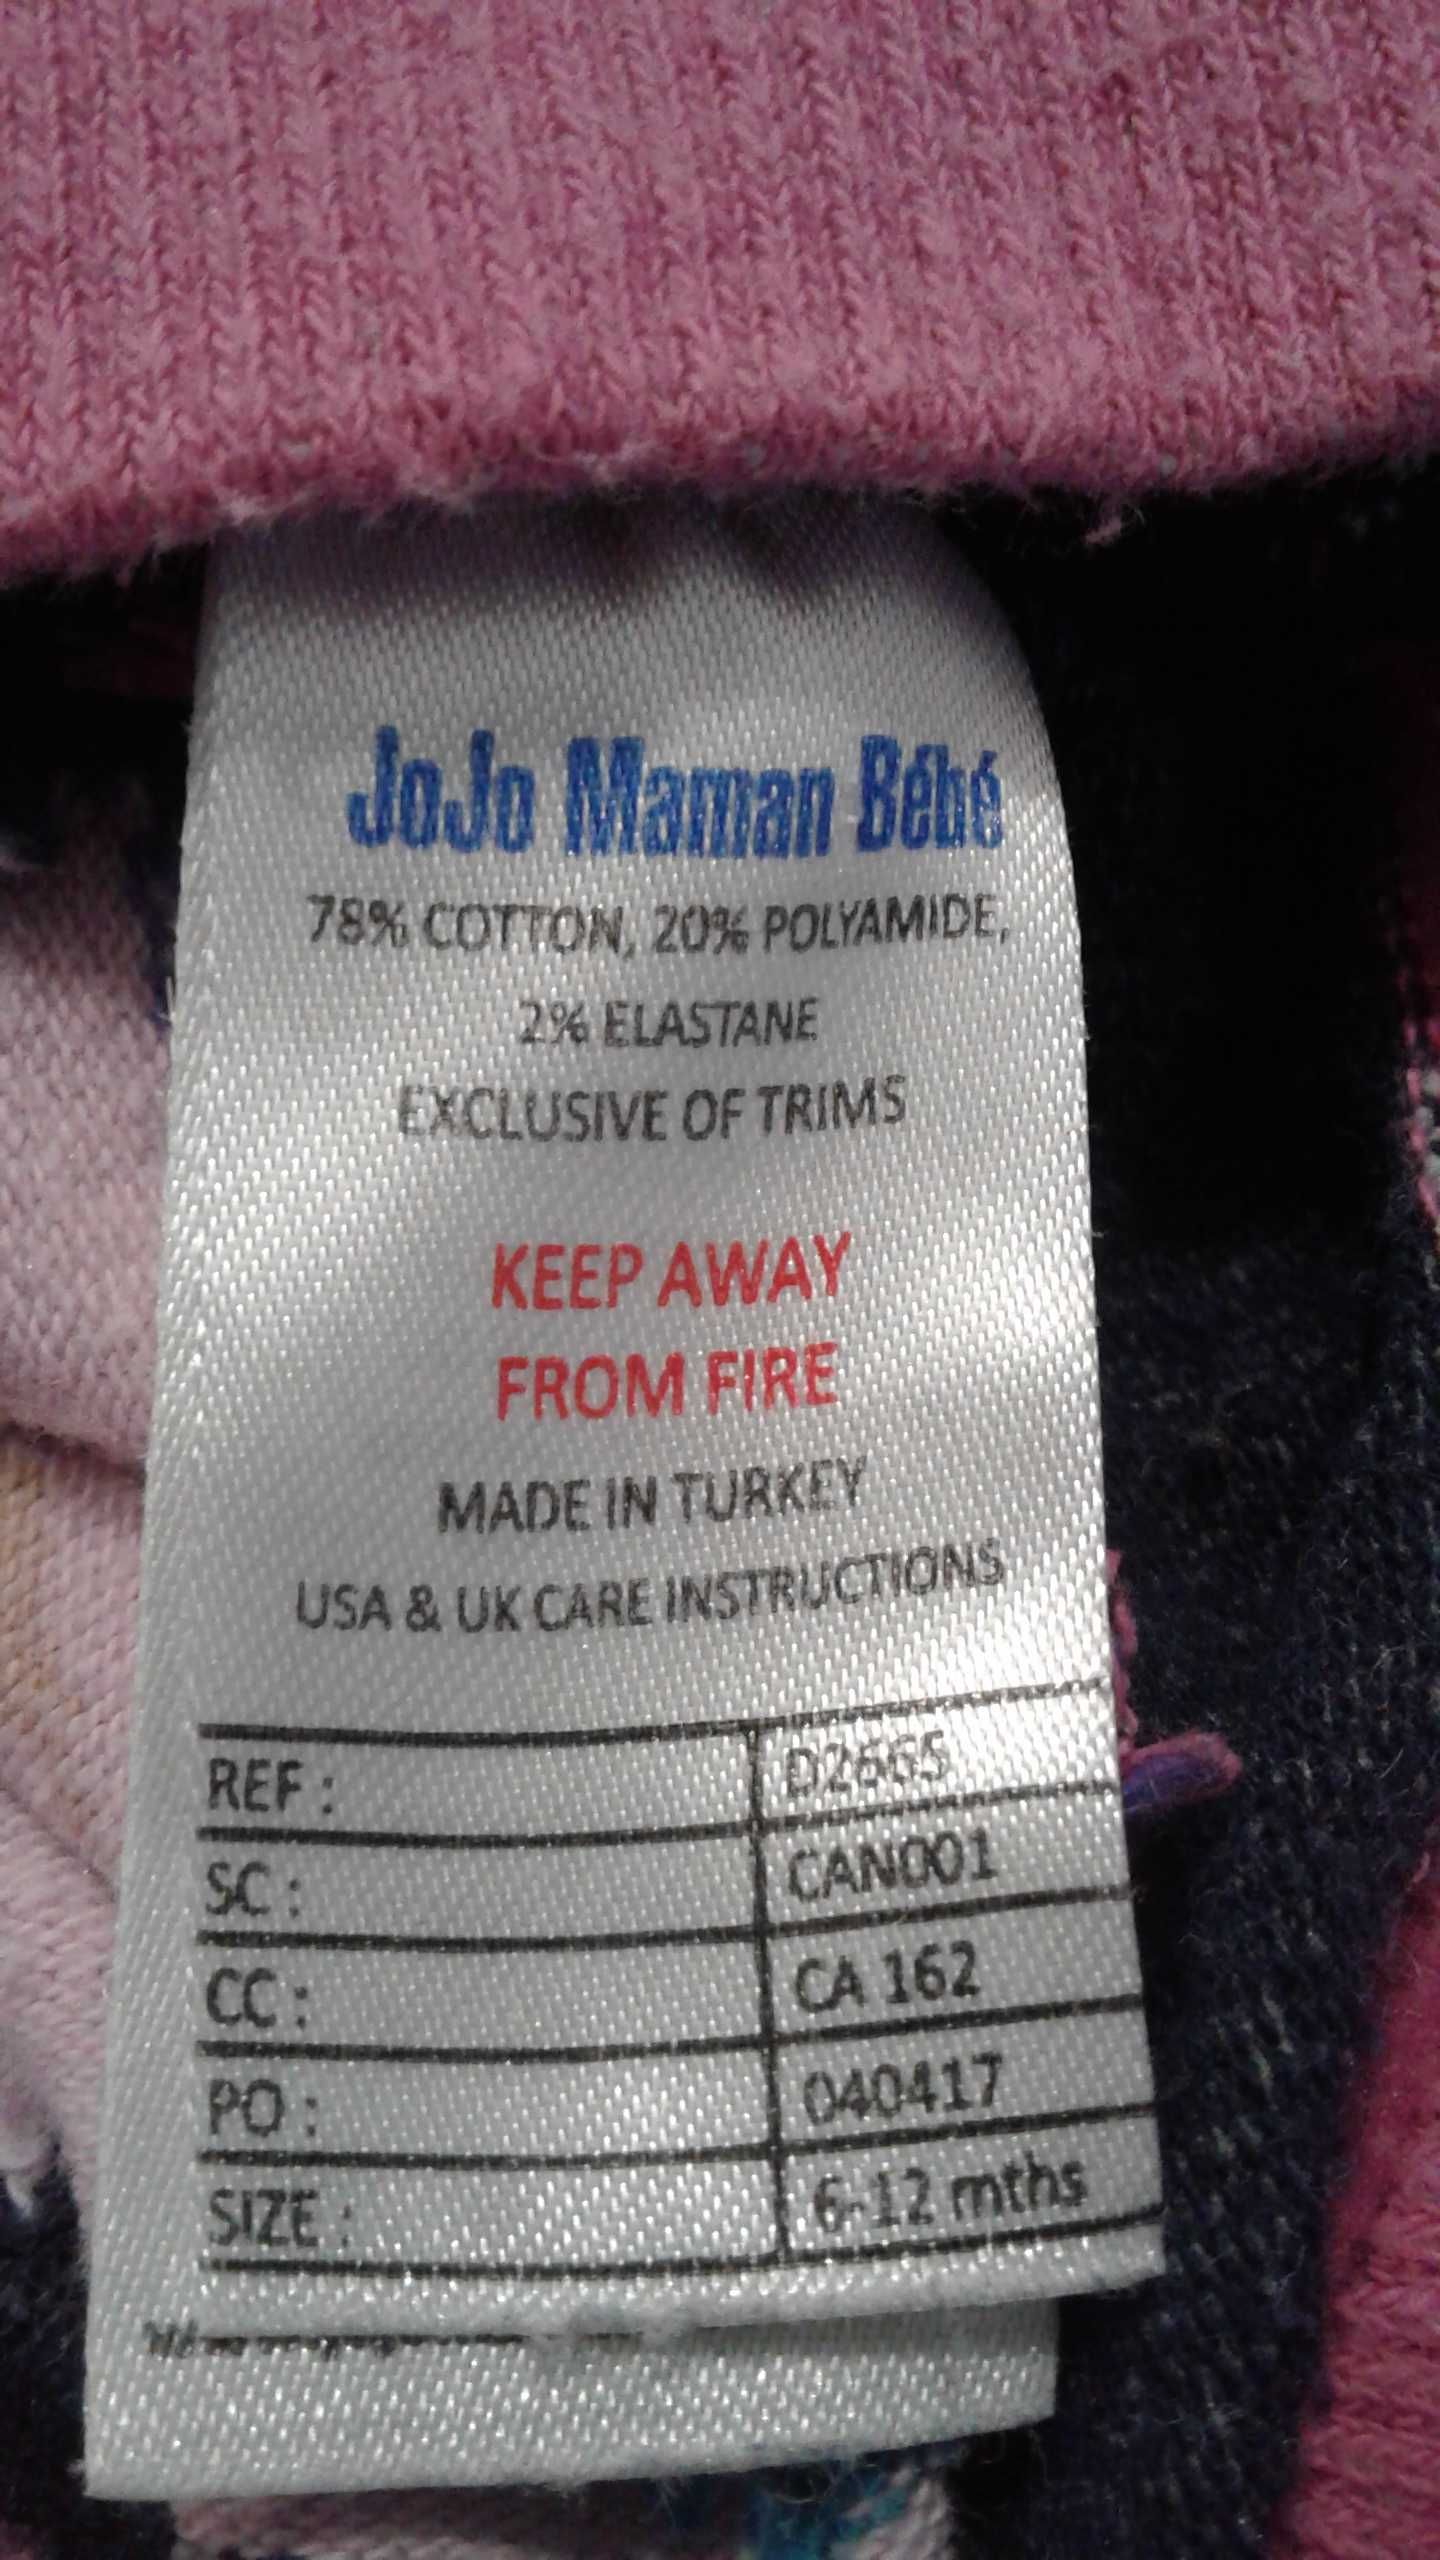 JoJo Maman Bébé
78% COTTON, 20% POLYAMIDE,
2% ELASTANE
EXCLUSIVE OF TRIMS
KEEP AWAY
FROM FIRE
MADE IN TURKEY
USA & UK CARE INSTRUCTIONS
REF : D2665
SC : CAN001
CC : CA 162
PO : 040417
SIZE : 6-12 mths